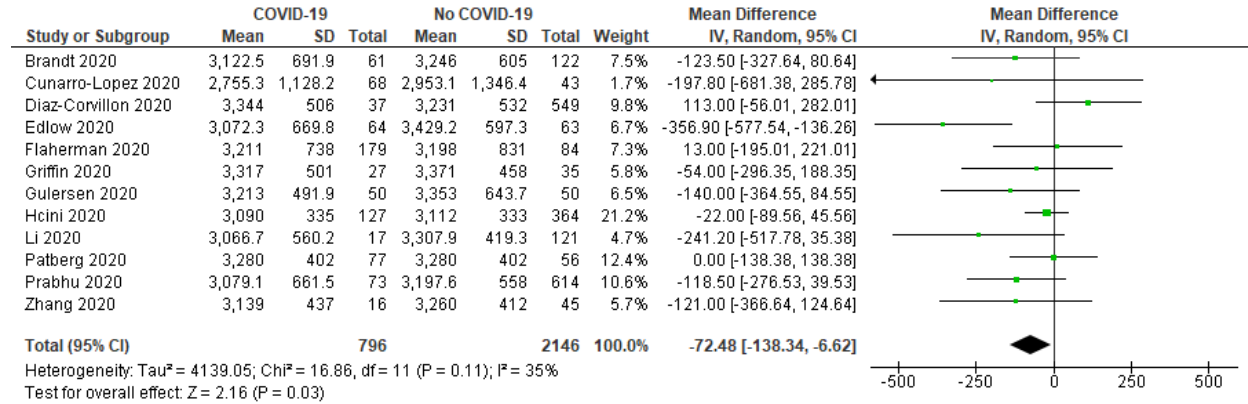 COVID-19 No COVID-19 Mean Difference Mean Difference
Study or Subgroup Mean SD Total Mean SD Total Weight IV, Random, 95% CI IV, Random, 95% CI
Brandt 2020 3,122.5 691.9 61 3,246 605 122 7.5% -123.50 [-327.64, 80.64]
Cunarro-Lopez 2020 2,755.3 1,128.2 68 2,953.1 1,346.4 43 1.7% -197.80 [-681.38, 285.78]
Diaz-Corvillon 2020 3,344 506 37 3,231 532 549 9.8% 113.00 [-56.01, 282.01]
Edlow 2020 3,072.3 669.8 64 3,429.2 597.3 63 6.7% -356.90 [-577.54, -136.26]
Flaherman 2020 3,211 738 179 3,198 831 84 7.3% 13.00 [-195.01, 221.01]
Griffin 2020 3,317 501 27 3,371 458 35 5.8% -54.00 [-296.35, 188.35]
Gulersen 2020 3,213 491.9 50 3,353 643.7 50 6.5% -140.00 [-364.55, 84.55]
Hcini 2020 3,090 335 127 3,112 333 364 21.2% -22.00 [-89.56, 45.56]
Li 2020 3,066.7 560.2 17 3,307.9 419.3 121 4.7% -241.20 [-517.78, 35.38]
Patberg 2020 3,280 402 77 3,280 402 56 12.4% 0.00 [-138.38, 138.38]
Prabhu 2020 3,079.1 661.5 73 3,197.6 558 614 10.6% -118.50 [-276.53, 39.53]
Zhang 2020 3,139 437 16 3,260 412 45 5.7% -121.00 [-366.64, 124.64]
Total (95% CI) 796 2146 100.0% -72.48 [-138.34, -6.62]
Heterogeneity: Tau² = 4139.05; Chi² = 16.86, df = 11 (P = 0.11); I² = 35%
Test for overall effect: Z = 2.16 (P = 0.03)
-500 -250 0 250 500